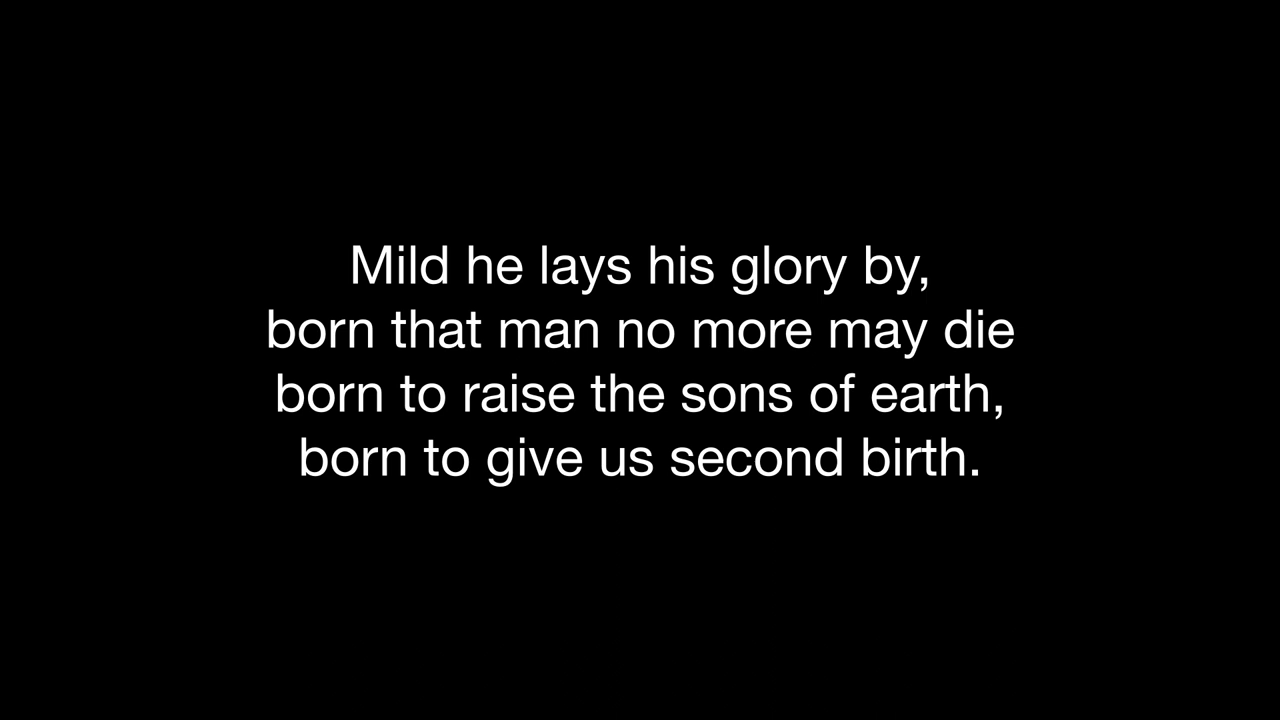 Mild he lays his glory by,
born that man no more may die
born to raise the sons of earth,
born to give us second birth.